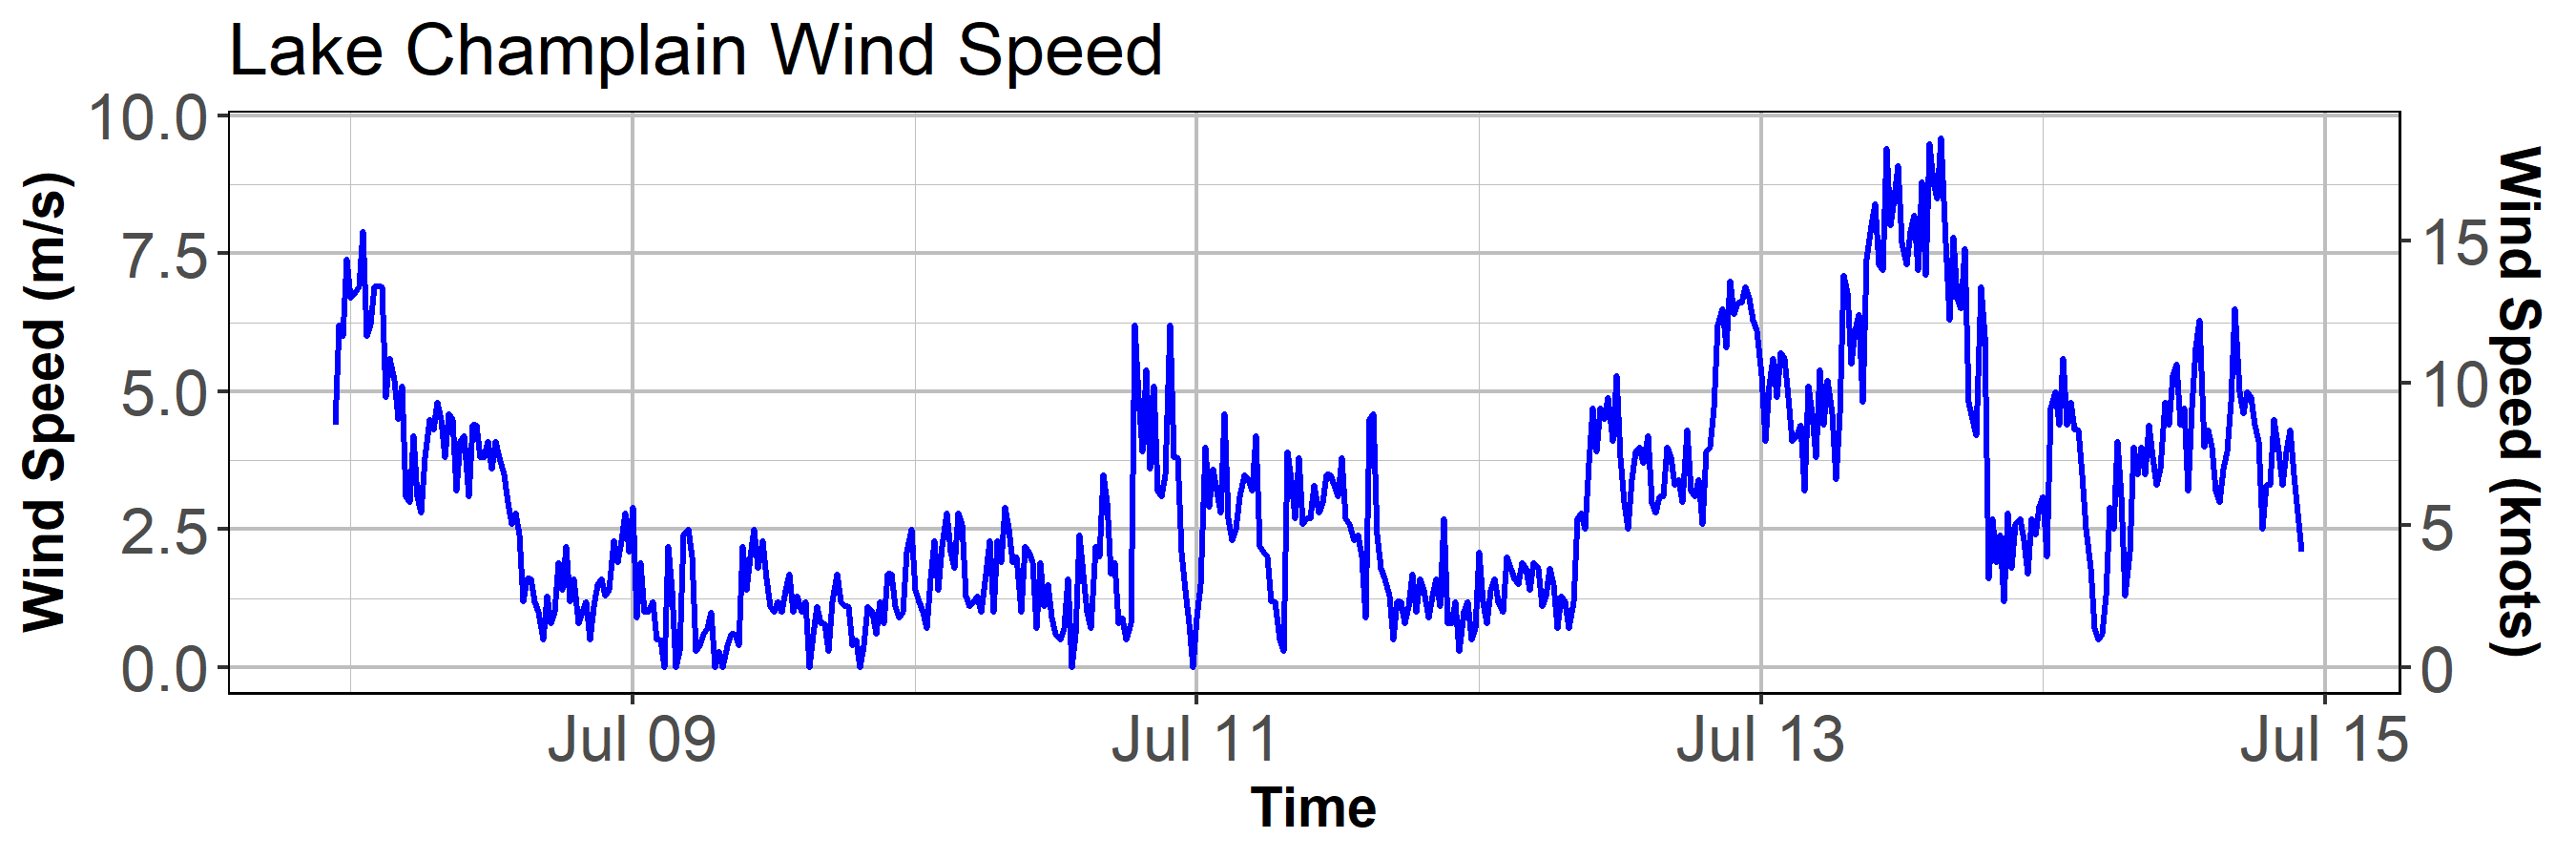 Lake Champlain Wind Speed
Wind Speed (m/s)
10.0
7.5
5.0
2.5
0.0
15
10
5
0
Wind Speed (knots)
Jul 09
Jul 11
Jul 13
Jul 15
Time